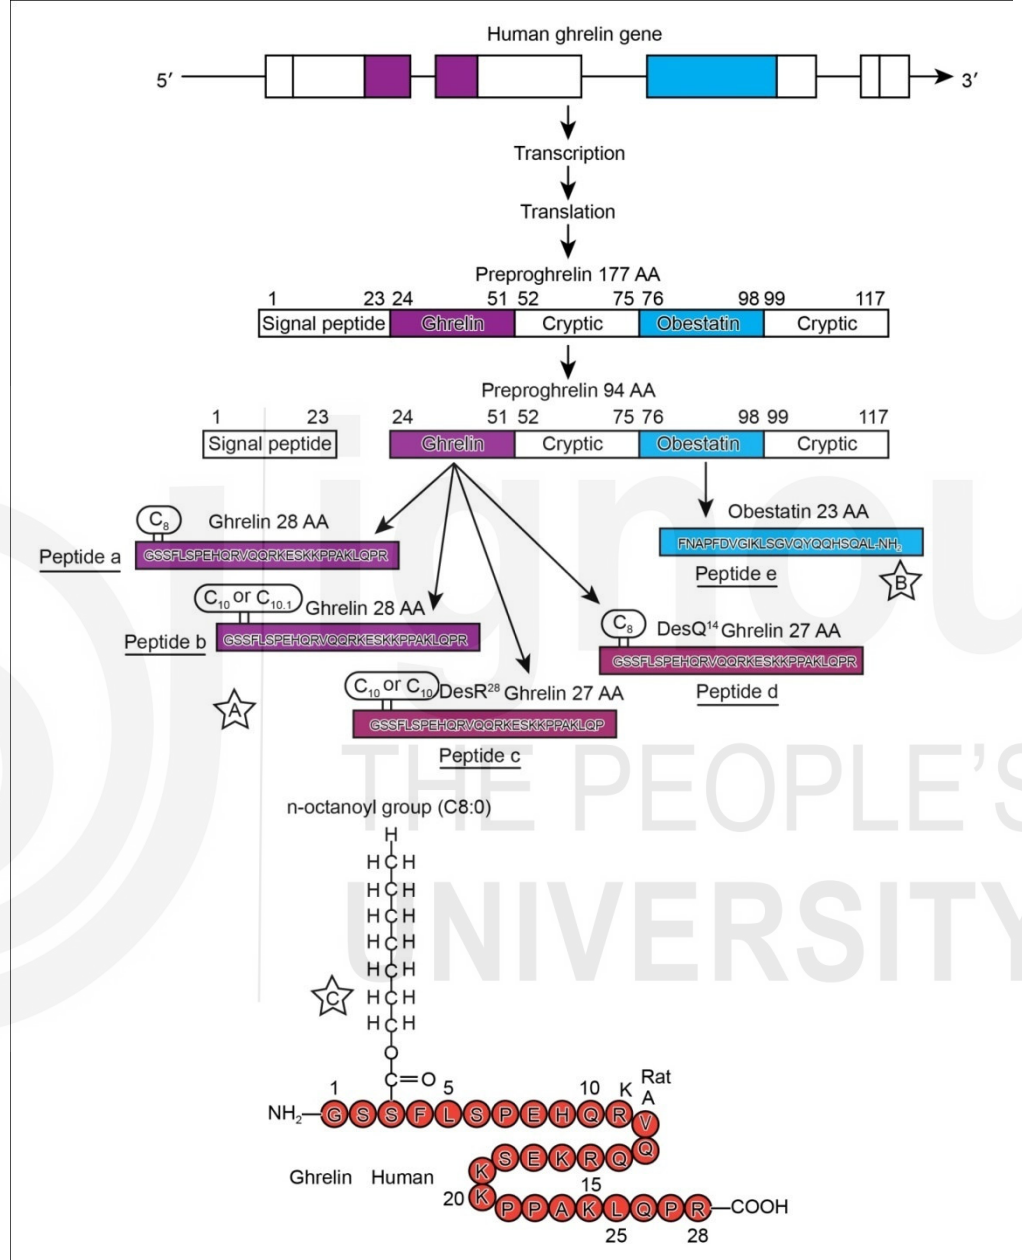 Human ghrelin gene
5′ 3′
Transcription
Translation
Preproghrelin 177 AA
1 23 24 51 52 75 76 98 99 117
Signal peptide Ghrelin Cryptic Obestatin Cryptic
Preproghrelin 94 AA
1 23 24 51 52 75 76 98 99 117
Signal peptide Ghrelin Cryptic Obestatin Cryptic
C8 Ghrelin 28 AA
Peptide a GSSFLSPEHQRVQQRKESKKPPAKLQPR
Obestatin 23 AA
FNAPFDVGIKLSGVQYQQHSQAL-NH2
Peptide e
B
C10 or C10.1 Ghrelin 28 AA
Peptide b GSSFLSPEHQRVQQRKESKKPPAKLQPR
C8 DesQ14 Ghrelin 27 AA
GSSFLSPEHQRVQQRKESKKPPAKLQPR
Peptide d
A
C10 or C10 DesR28 Ghrelin 27 AA
GSSFLSPEHQRVQQRKESKKPPAKLQP
Peptide c
n-octanoyl group (C8:0)
H
H C H
H C H
H C H
H C H
H C H
H C H
H C H
C
O
C=O
1 5 10 K Rat
A
NH2 G S S F L S P E H Q R V
K S E K R Q Q
Ghrelin Human
15
20 K P P A K L Q P R COOH
25 28
ignou
THE PEOPLE'S
UNIVERSITY